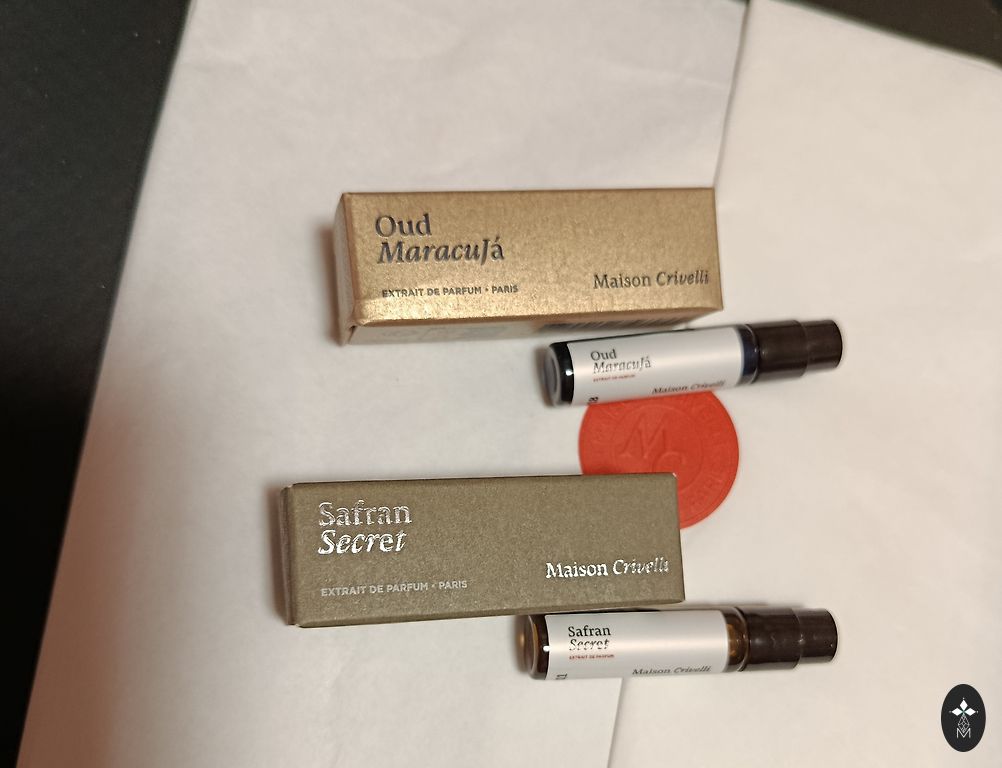 Oud
MaracuJá
EXTRAIT DE PARFUM • PARIS
Maison Crivelli
Oud
MaracuJá
EXTRAIT DE PARFUM
Maison Crivelli
MC
Safran
Secret
EXTRAIT DE PARFUM • PARIS
Maison Crivelli
Safran
Secret
EXTRAIT DE PARFUM
Maison Crivelli
M